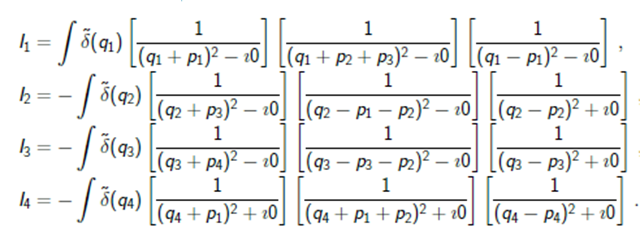 I₁ = ∫ δ̃(q₁) [1/((q₁ + p₁)² − ı0)] [1/((q₁ + p₂ + p₃)² − ı0)] [1/((q₁ − p₁)² − ı0)] ,
I₂ = − ∫ δ̃(q₂) [1/((q₂ + p₃)² − ı0)] [1/((q₂ − p₁ − p₂)² − ı0)] [1/((q₂ − p₂)² + ı0)]
I₃ = − ∫ δ̃(q₃) [1/((q₃ + p₄)² − ı0)] [1/((q₃ − p₃ − p₂)² − ı0)] [1/((q₃ − p₃)² + ı0)]
I₄ = − ∫ δ̃(q₄) [1/((q₄ + p₁)² + ı0)] [1/((q₄ + p₁ + p₂)² + ı0)] [1/((q₄ − p₄)² + ı0)] .